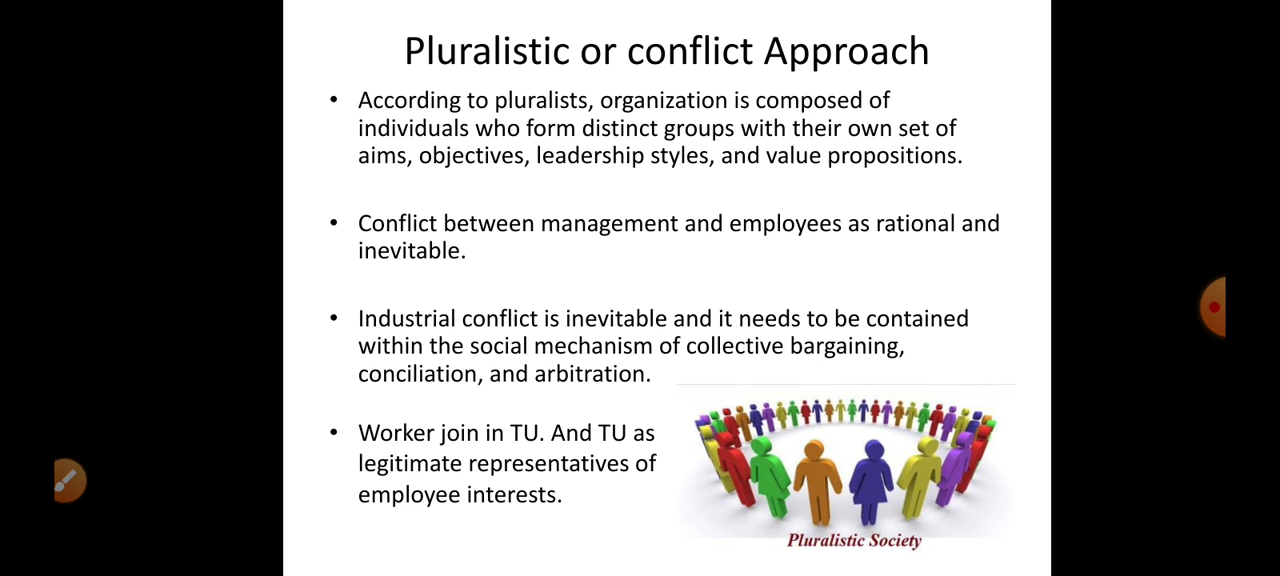 Pluralistic or conflict Approach
• According to pluralists, organization is composed of
individuals who form distinct groups with their own set of
aims, objectives, leadership styles, and value propositions.
• Conflict between management and employees as rational and
inevitable.
• Industrial conflict is inevitable and it needs to be contained
within the social mechanism of collective bargaining,
conciliation, and arbitration.
• Worker join in TU. And TU as
legitimate representatives of
employee interests.
Pluralistic Society